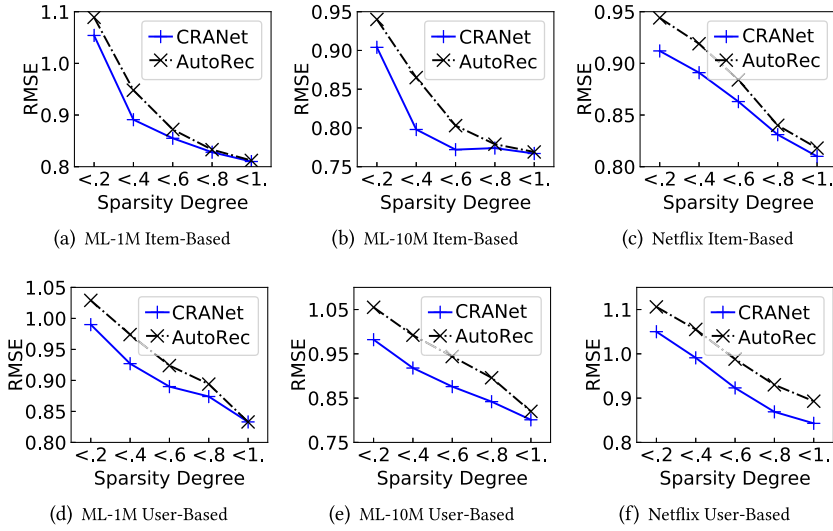 1.1
1.0
0.9
0.8
RMSE
CRANet
AutoRec
<.2 <.4 <.6 <.8 <1.
Sparsity Degree
(a) ML-1M Item-Based
0.95
0.90
0.85
0.80
0.75
RMSE
CRANet
AutoRec
<.2 <.4 <.6 <.8 <1.
Sparsity Degree
(b) ML-10M Item-Based
0.95
0.90
0.85
0.80
RMSE
CRANet
AutoRec
<.2 <.4 <.6 <.8 <1.
Sparsity Degree
(c) Netflix Item-Based
1.05
1.00
0.95
0.90
0.85
0.80
RMSE
CRANet
AutoRec
<.2 <.4 <.6 <.8 <1.
Sparsity Degree
(d) ML-1M User-Based
1.05
0.95
0.85
0.75
RMSE
CRANet
AutoRec
<.2 <.4 <.6 <.8 <1.
Sparsity Degree
(e) ML-10M User-Based
1.1
1.0
0.9
0.8
RMSE
CRANet
AutoRec
<.2 <.4 <.6 <.8 <1.
Sparsity Degree
(f) Netflix User-Based